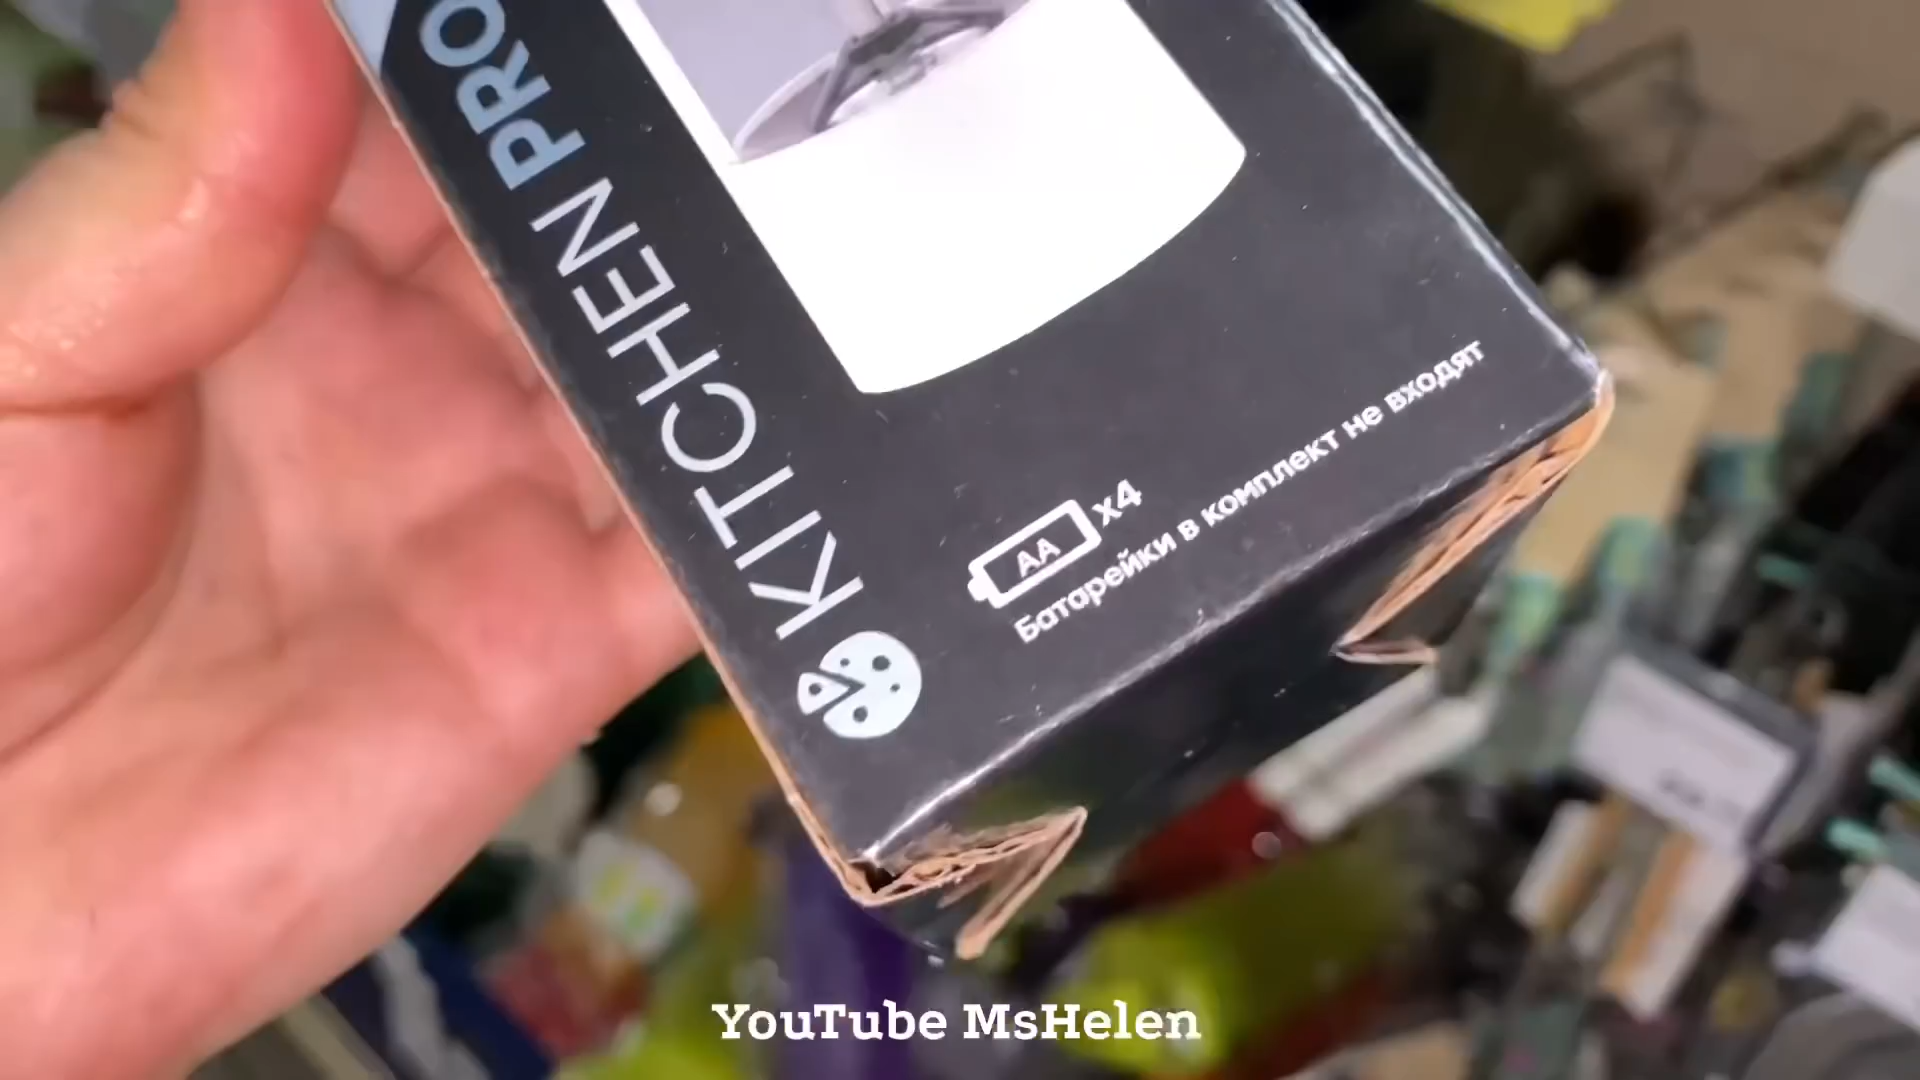 KITCHEN PRO
AA x4
Батарейки в комплект не входят
YouTube MsHelen